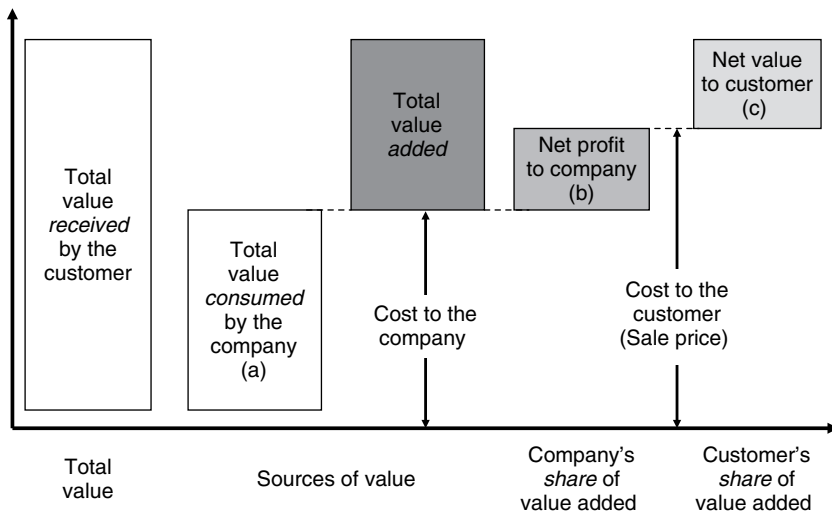 Total
value
received
by the
customer
Total
value
consumed
by the
company
(a)
Total
value
added
Cost to the
company
Net profit
to company
(b)
Net value
to customer
(c)
Cost to the
customer
(Sale price)
Total
value
Sources of value
Company’s
share of
value added
Customer’s
share of
value added